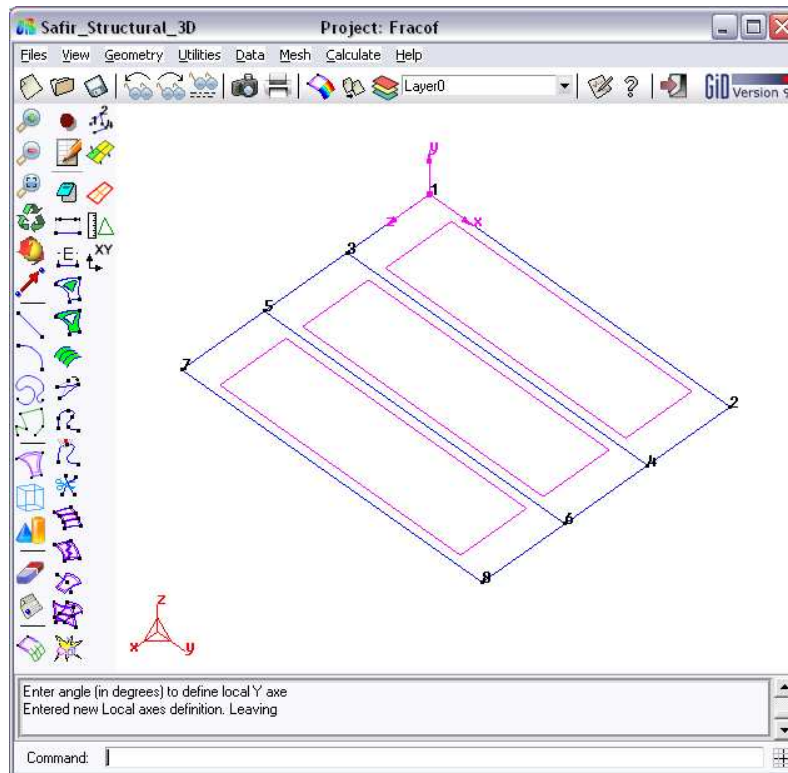 Safir_Structural_3D Project: Fracof
Files View Geometry Utilities Data Mesh Calculate Help
Layer0
GiD Version 9
2
E
XY
y
1
z x
3
5
7
2
4
6
8
z
x y
Enter angle (in degrees) to define local Y axe
Entered new Local axes definition. Leaving
Command: